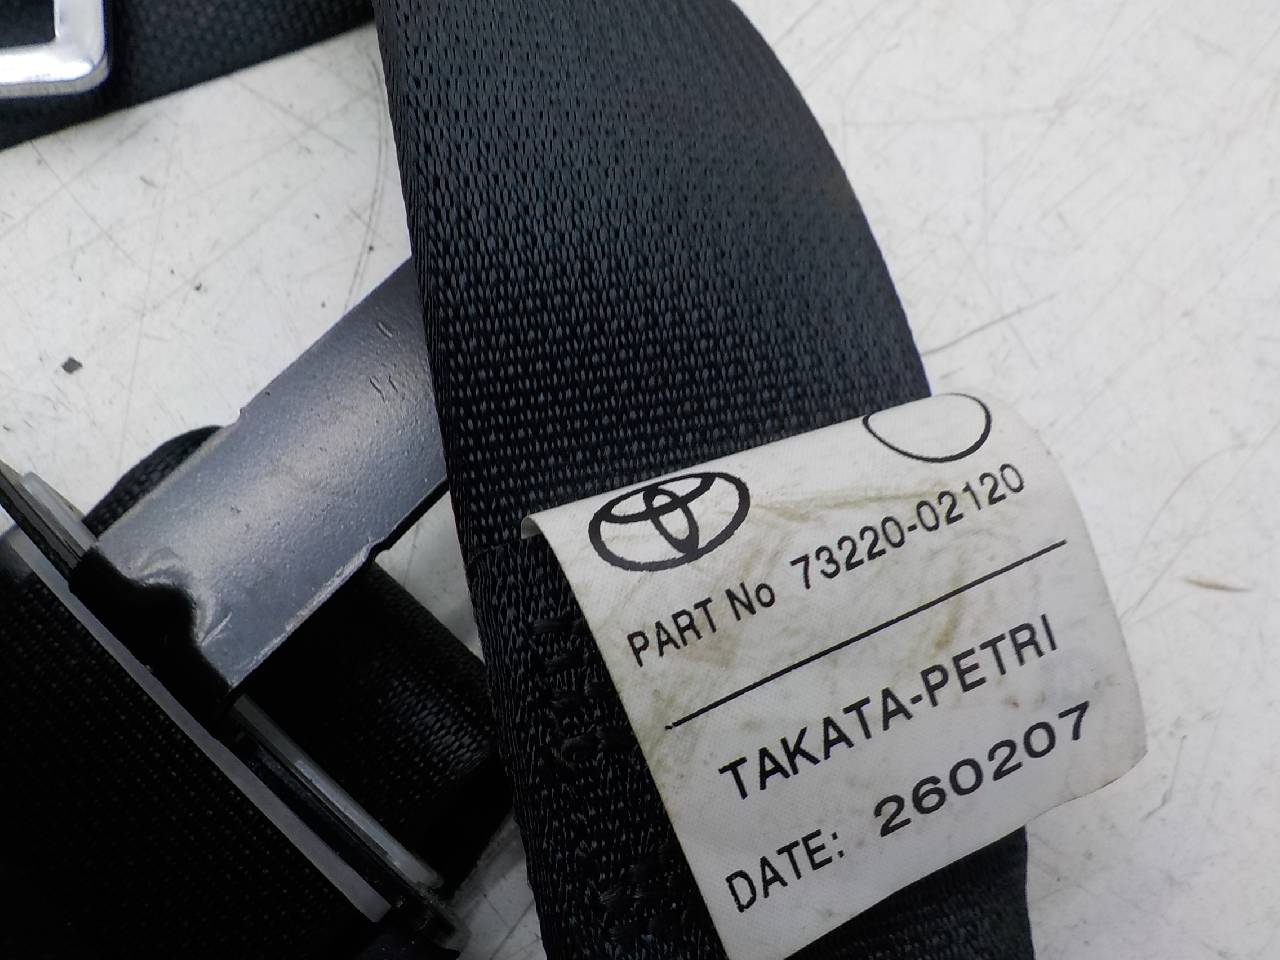 PART No 73220-02120
TAKATA-PETRI
DATE: 260207